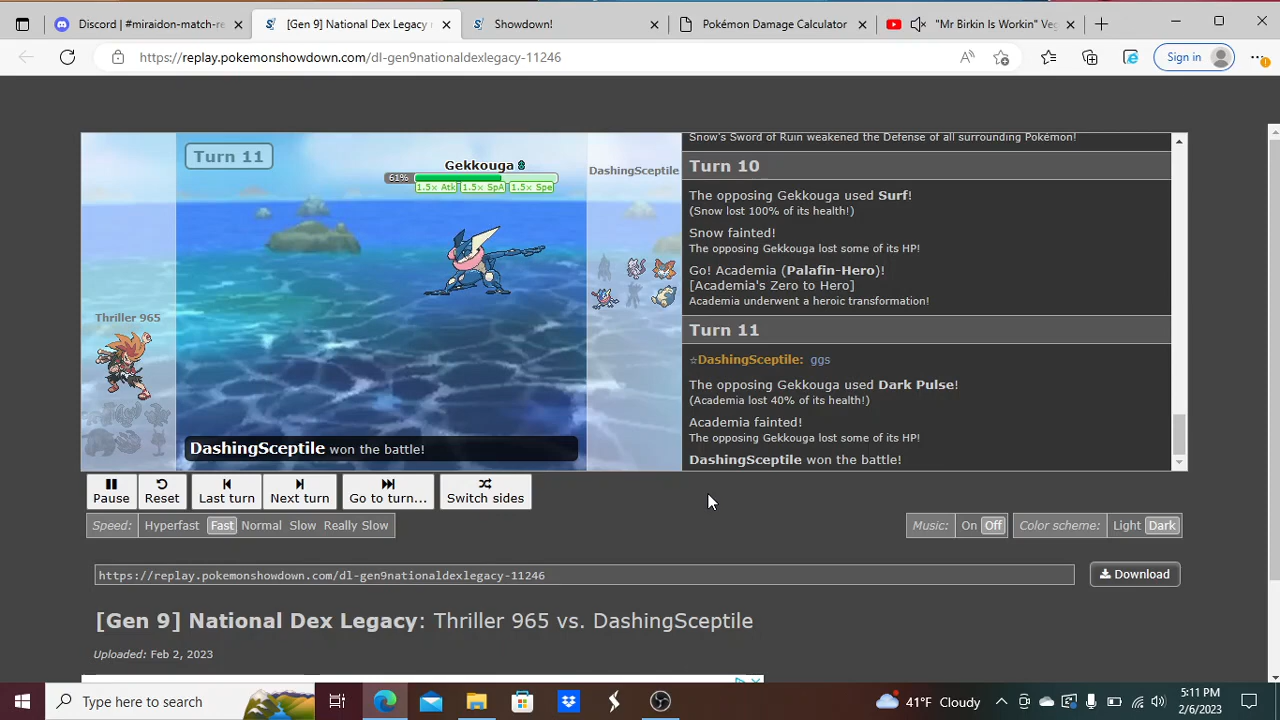 Discord | #miraidon-match-re
[Gen 9] National Dex Legacy
Showdown!
Pokémon Damage Calculator
"Mr Birkin Is Workin" Veg
https://replay.pokemonshowdown.com/dl-gen9nationaldexlegacy-11246
Sign in
Turn 11
Gekkouga
61%
1.5× Atk 1.5× SpA 1.5× Spe
DashingSceptile
Thriller 965
DashingSceptile won the battle!
Snow's Sword of Ruin weakened the Defense of all surrounding Pokémon!
Turn 10
The opposing Gekkouga used Surf!
(Snow lost 100% of its health!)
Snow fainted!
The opposing Gekkouga lost some of its HP!
Go! Academia (Palafin-Hero)!
[Academia's Zero to Hero]
Academia underwent a heroic transformation!
Turn 11
☆DashingSceptile: ggs
The opposing Gekkouga used Dark Pulse!
(Academia lost 40% of its health!)
Academia fainted!
The opposing Gekkouga lost some of its HP!
DashingSceptile won the battle!
Pause
Reset
Last turn
Next turn
Go to turn...
Switch sides
Speed: Hyperfast Fast Normal Slow Really Slow
Music: On Off
Color scheme: Light Dark
https://replay.pokemonshowdown.com/dl-gen9nationaldexlegacy-11246
Download
[Gen 9] National Dex Legacy: Thriller 965 vs. DashingSceptile
Uploaded: Feb 2, 2023
Type here to search
41°F Cloudy
5:11 PM
2/6/2023